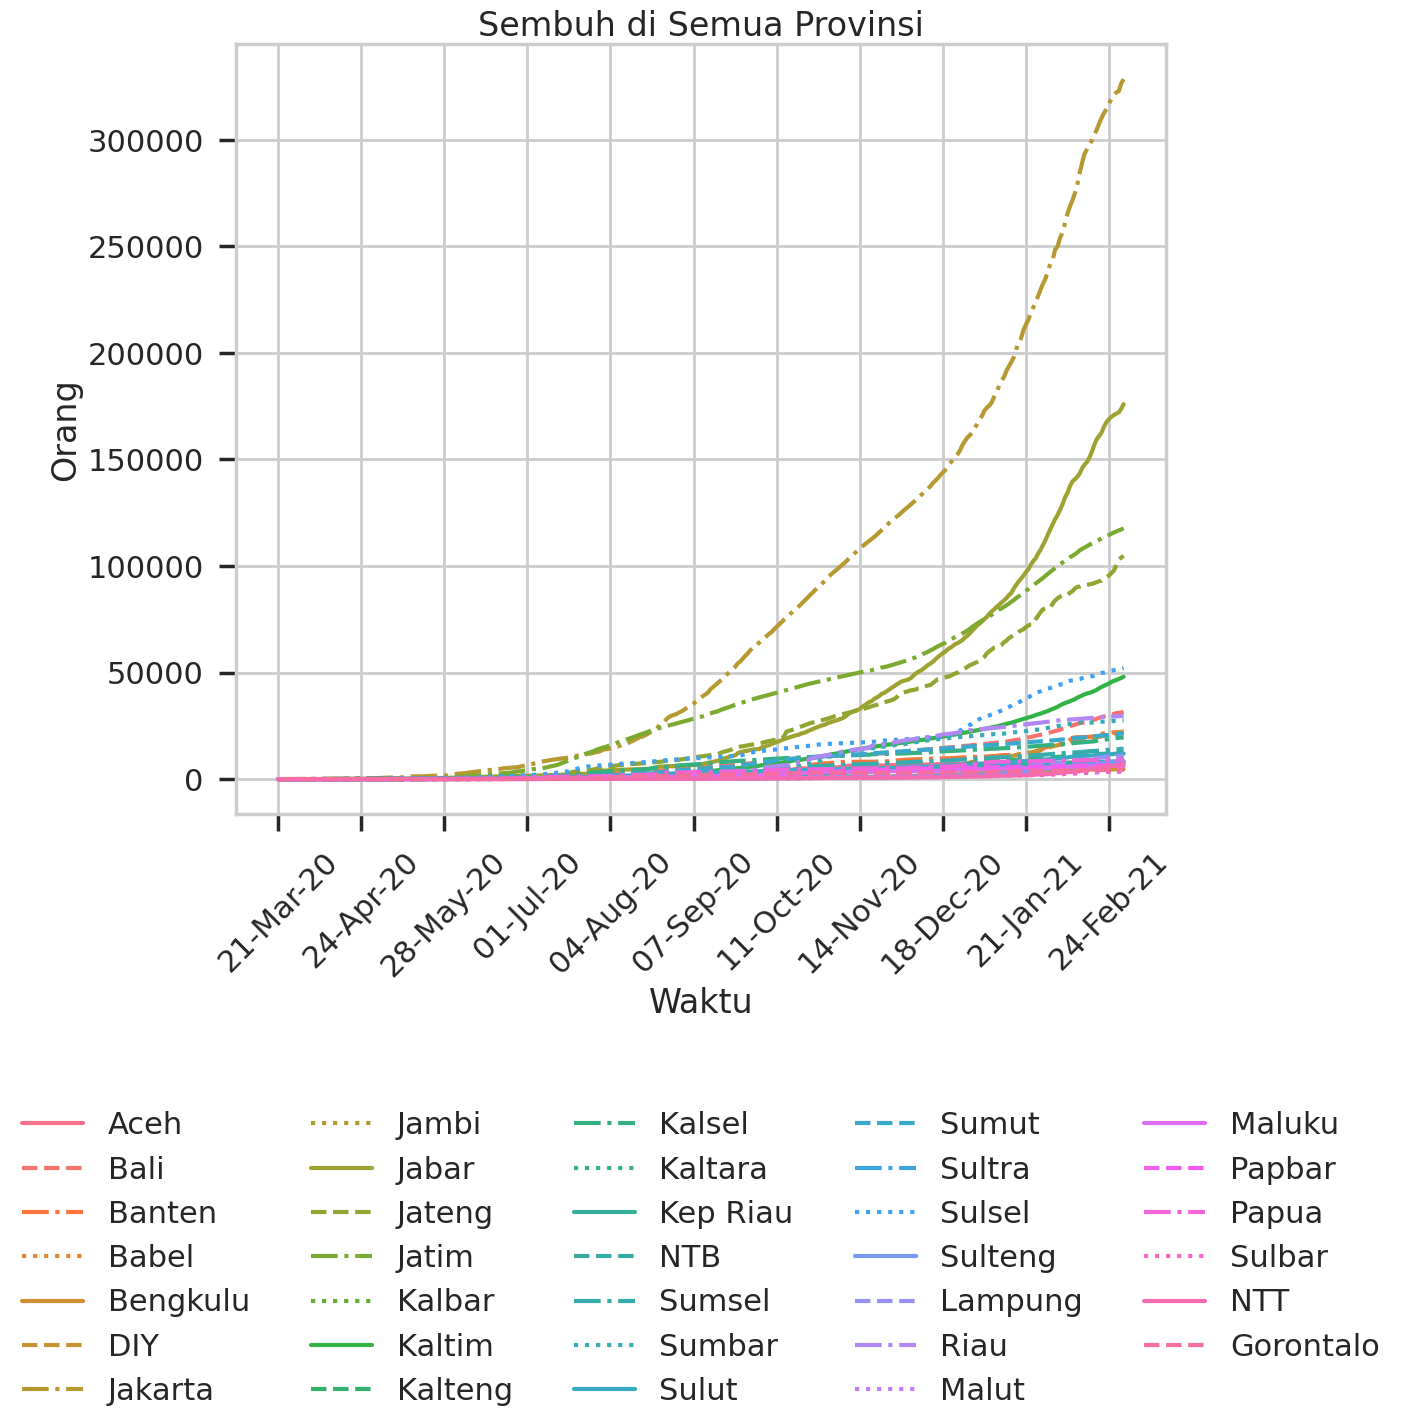 Sembuh di Semua Provinsi
300000
250000
200000
150000
100000
50000
0
Orang
21-Mar-20
24-Apr-20
28-May-20
01-Jul-20
04-Aug-20
07-Sep-20
11-Oct-20
14-Nov-20
18-Dec-20
21-Jan-21
24-Feb-21
Waktu
Aceh
Bali
Banten
Babel
Bengkulu
DIY
Jakarta
Jambi
Jabar
Jateng
Jatim
Kalbar
Kaltim
Kalteng
Kalsel
Kaltara
Kep Riau
NTB
Sumsel
Sumbar
Sulut
Sumut
Sultra
Sulsel
Sulteng
Lampung
Riau
Malut
Maluku
Papbar
Papua
Sulbar
NTT
Gorontalo